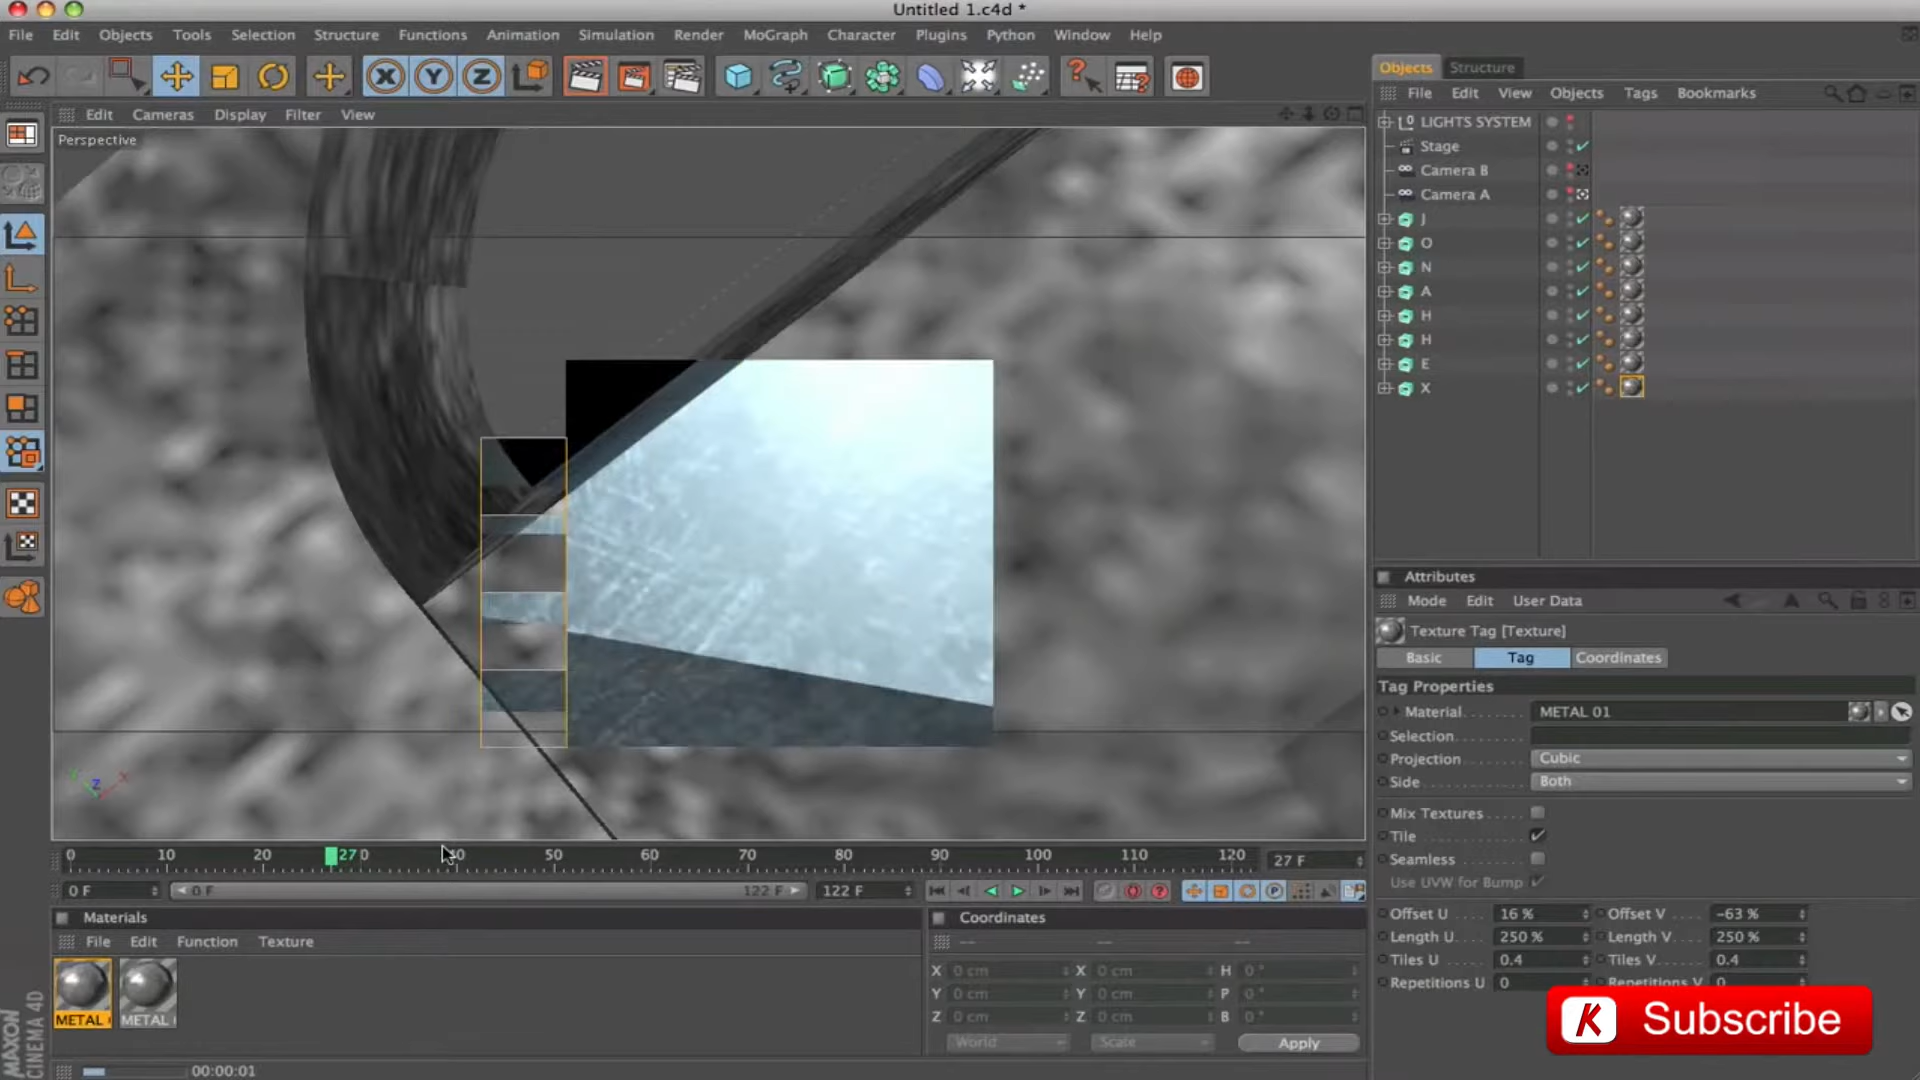 Untitled 1.c4d *
File Edit Objects Tools Selection Structure Functions Animation Simulation Render MoGraph Character Plugins Python Window Help
X Y Z
Edit Cameras Display Filter View
Perspective
Objects Structure
File Edit View Objects Tags Bookmarks
LIGHTS SYSTEM
Stage
Camera B
Camera A
J
O
N
A
H
H
E
X
Attributes
Mode Edit User Data
Texture Tag [Texture]
Basic Tag Coordinates
Tag Properties
Material METAL 01
Selection
Projection Cubic
Side Both
Mix Textures
Tile
Seamless
Use UVW for Bump
Offset U 16 % Offset V -63 %
Length U 250 % Length V 250 %
Tiles U 0.4 Tiles V 0.4
Repetitions U 0 Repetitions V 0
0 10 20 27 0 40 50 60 70 80 90 100 110 120 27 F
0 F 0 F 122 F 122 F
Materials
File Edit Function Texture
METAL METAL
Coordinates
-- -- --
X 0 cm X 0 cm H 0 °
Y 0 cm Y 0 cm P 0 °
Z 0 cm Z 0 cm B 0 °
World Scale Apply
00:00:01
MAXON
CINEMA 4D
K Subscribe